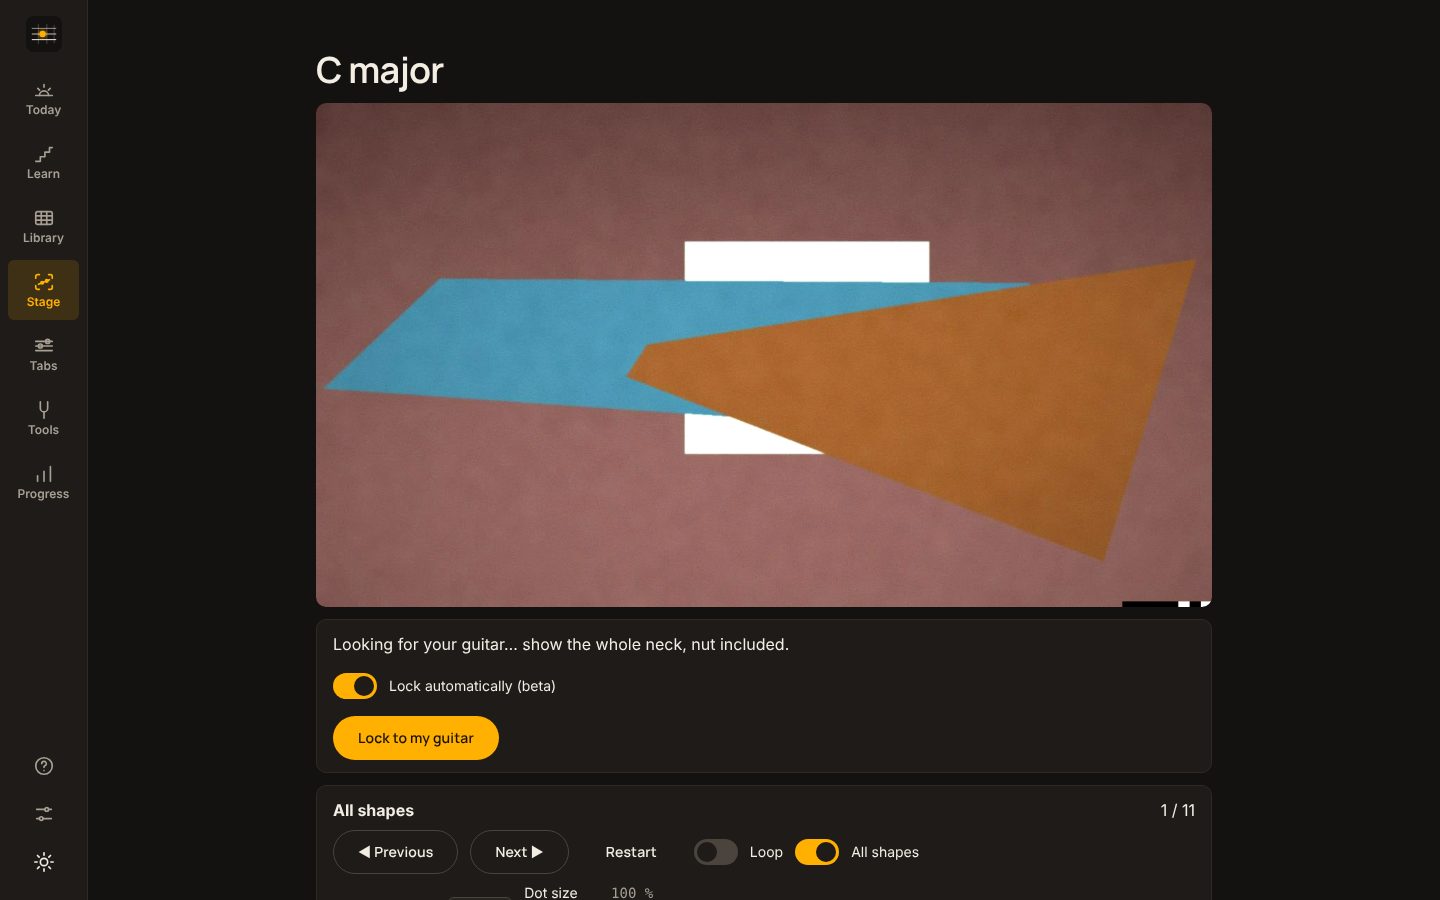 C major
Today
Learn
Library
Stage
Tabs
Tools
Progress
Looking for your guitar... show the whole neck, nut included.
Lock automatically (beta)
Lock to my guitar
All shapes
1 / 11
Previous
Next
Restart
Loop
All shapes
Dot size
100 %